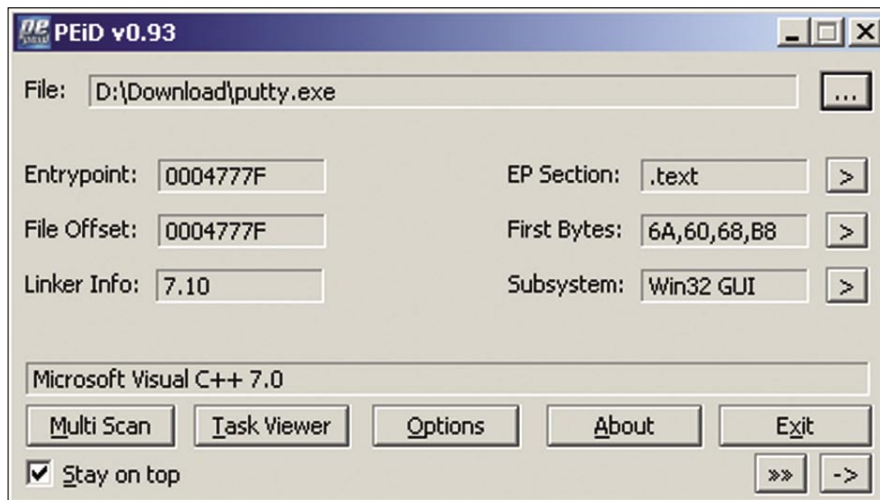 PEiD v0.93
File: D:\Download\putty.exe ...
Entrypoint: 0004777F EP Section: .text >
File Offset: 0004777F First Bytes: 6A,60,68,B8 >
Linker Info: 7.10 Subsystem: Win32 GUI >
Microsoft Visual C++ 7.0
Multi Scan Task Viewer Options About Exit
Stay on top »» ->